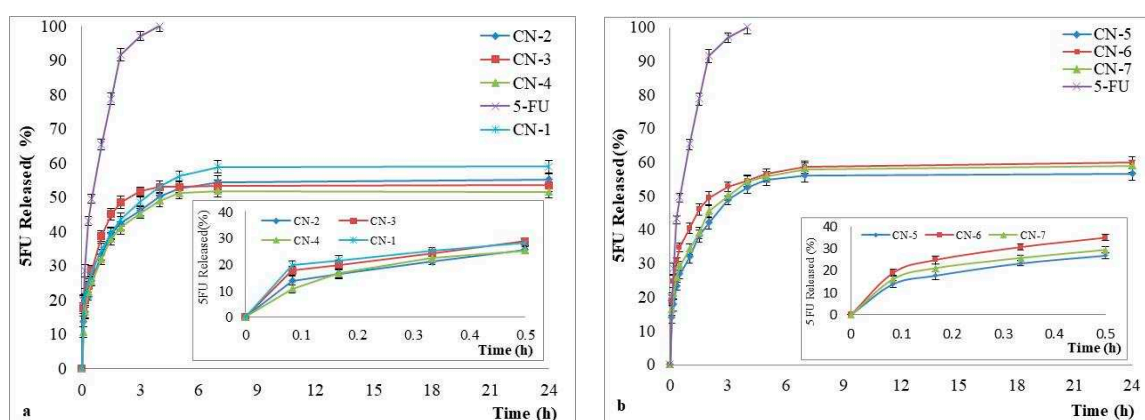 100
90
80
70
60
50
40
30
20
10
0
5FU Released( %)
CN-2
CN-3
CN-4
5-FU
CN-1
40
30
20
10
0
5FU Released(%)
CN-2
CN-3
CN-4
CN-1
0
0.1
0.2
0.3
0.4
0.5
Time (h)
0
3
6
9
12
15
18
21
24
a
Time (h)
100
90
80
70
60
50
40
30
20
10
0
5FU Released (%)
CN-5
CN-6
CN-7
5-FU
40
30
20
10
0
5 FU Released (%)
CN-5
CN-6
CN-7
0
0.1
0.2
0.3
0.4
0.5
Time (h)
0
3
6
9
12
15
18
21
24
b
Time (h)